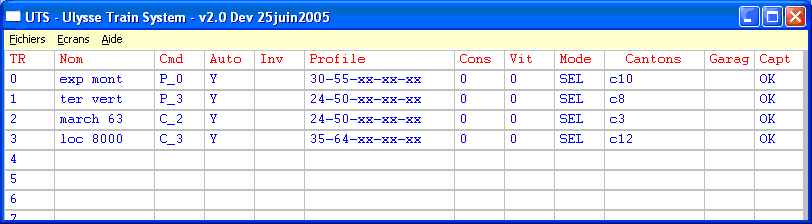 UTS - Ulysse Train System - v2.0 Dev 25juin2005
Fichiers Ecrans Aide
TR Nom Cmd Auto Inv Profile Cons Vit Mode Cantons Garag Capt
0 exp mont P_0 Y 30-55-xx-xx-xx 0 0 SEL c10 OK
1 ter vert P_3 Y 24-50-xx-xx-xx 0 0 SEL c8 OK
2 march 63 C_2 Y 24-50-xx-xx-xx 0 0 SEL c3 OK
3 loc 8000 C_3 Y 35-64-xx-xx-xx 0 0 SEL c12 OK
4
5
6
7